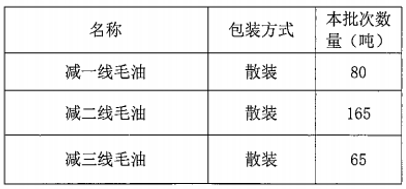 名称 包装方式 本批次数
量（吨）
减一线毛油 散装 80
减二线毛油 散装 165
减三线毛油 散装 65